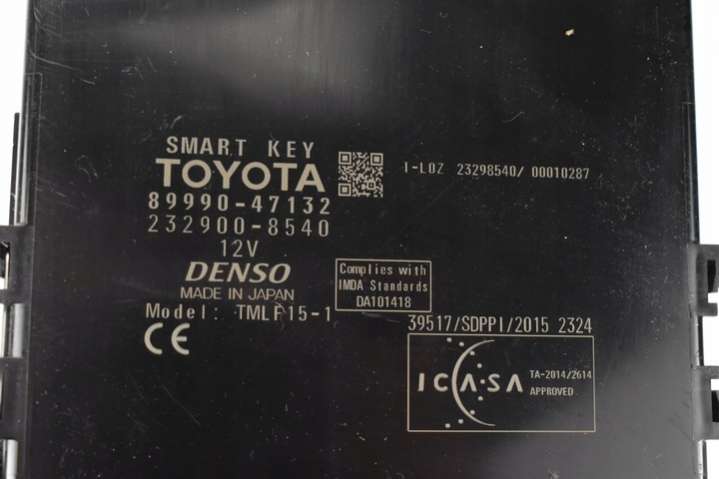 SMART KEY
TOYOTA
89990-47132
232900-8540
12V
DENSO
MADE IN JAPAN
Model: TMLF15-1
CE
I-LOZ 23298540/ 00010287
Complies with
IMDA Standards
DA101418
39517/SDPPI/2015 2324
ICASA
TA-2014/2614
APPROVED